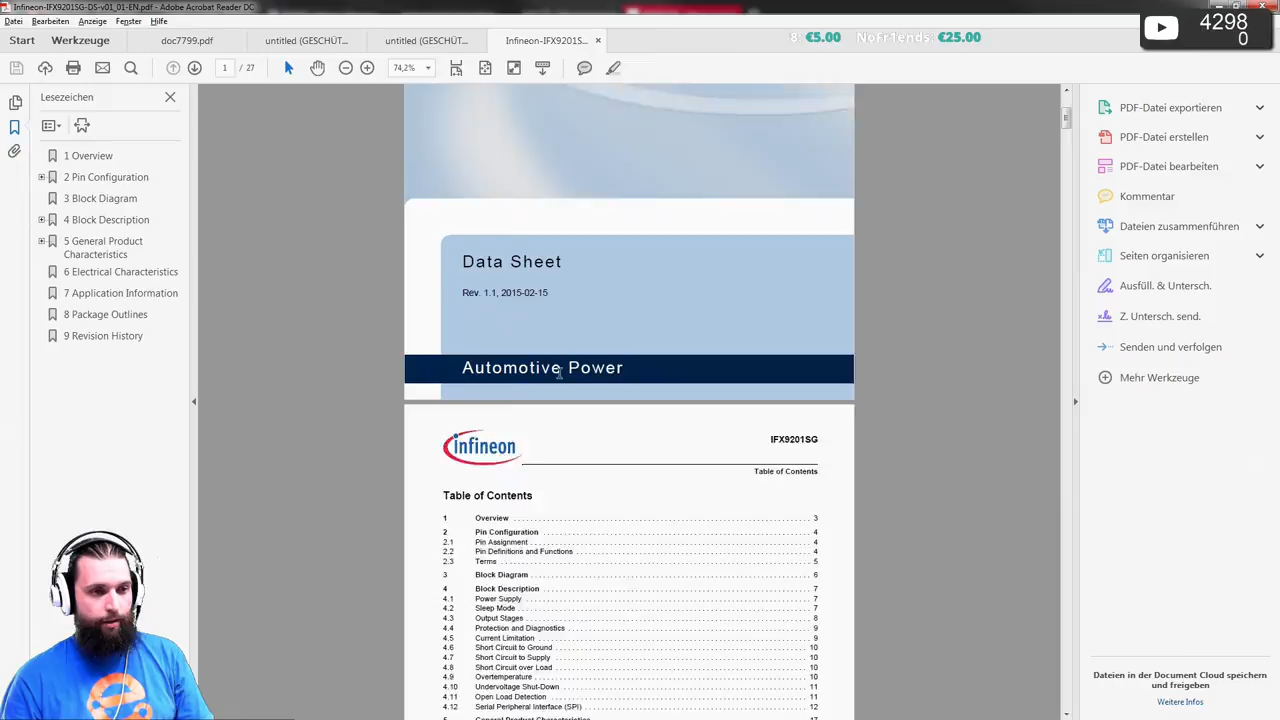 Infineon-IFX9201SG-DS-v01_01-EN.pdf - Adobe Acrobat Reader DC
Datei Bearbeiten Anzeige Fenster Hilfe
Start Werkzeuge doc7799.pdf untitled (GESCHÜT... untitled (GESCHÜT... Infineon-IFX9201S... ×
8 €5.00 NoFr1ends: €25.00
4298
0
1 / 27 74,2%
Lesezeichen
1 Overview
2 Pin Configuration
3 Block Diagram
4 Block Description
5 General Product
Characteristics
6 Electrical Characteristics
7 Application Information
8 Package Outlines
9 Revision History
Data Sheet
Rev. 1.1, 2015-02-15
Automotive Power
infineon
IFX9201SG
Table of Contents
Table of Contents
1 Overview 3
2 Pin Configuration 4
2.1 Pin Assignment 4
2.2 Pin Definitions and Functions 4
2.3 Terms 5
3 Block Diagram 6
4 Block Description 7
4.1 Power Supply 7
4.2 Sleep Mode 7
4.3 Output Stages 8
4.4 Protection and Diagnostics 9
4.5 Current Limitation 9
4.6 Short Circuit to Ground 10
4.7 Short Circuit to Supply 10
4.8 Short Circuit over Load 10
4.9 Overtemperature 10
4.10 Undervoltage Shut-Down 11
4.11 Open Load Detection 11
4.12 Serial Peripheral Interface (SPI) 12
5 General Product Characteristics 17
PDF-Datei exportieren
PDF-Datei erstellen
PDF-Datei bearbeiten
Kommentar
Dateien zusammenführen
Seiten organisieren
Ausfüll. & Untersch.
Z. Untersch. send.
Senden und verfolgen
Mehr Werkzeuge
Dateien in der Document Cloud speichern
und freigeben
Weitere Infos